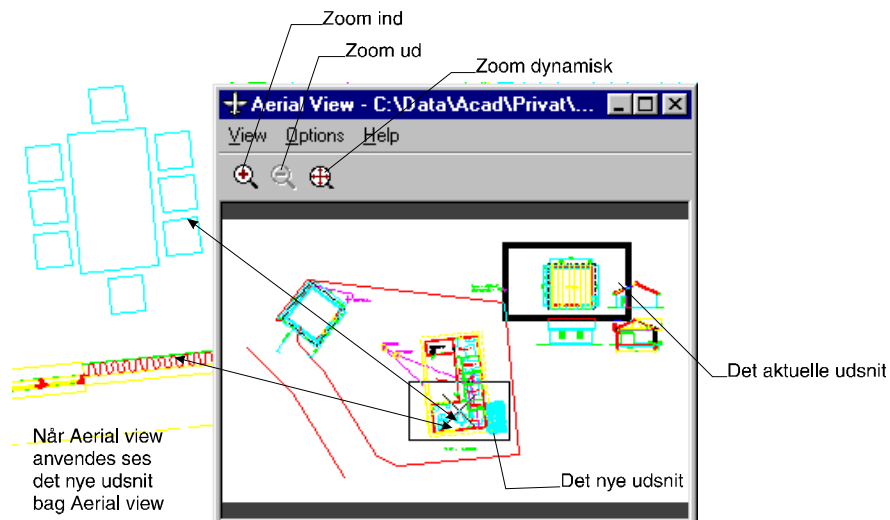 Zoom ind
Zoom ud
Zoom dynamisk
Aerial View - C:\Data\Acad\Privat\...
View Options Help
Det aktuelle udsnit
Når Aerial view
anvendes ses
det nye udsnit
bag Aerial view
Det nye udsnit